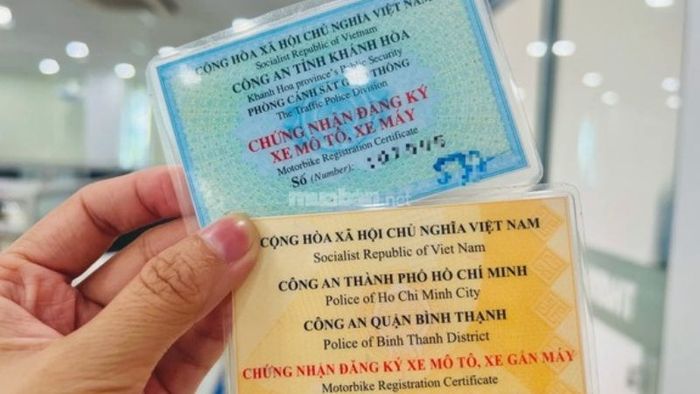 CỘNG HÒA XÃ HỘI CHỦ NGHĨA VIỆT NAM
Socialist Republic of Vietnam
CÔNG AN TỈNH KHÁNH HÒA
Khanh Hoa province's Public Security
PHÒNG CẢNH SÁT GIAO THÔNG
The Traffic Police Division
CHỨNG NHẬN ĐĂNG KÝ
XE MÔ TÔ, XE MÁY
Motorbike Registration Certificate
Số (Number):
muaban.net
CỘNG HÒA XÃ HỘI CHỦ NGHĨA VIỆT NAM
Socialist Republic of Viet Nam
CÔNG AN THÀNH PHỐ HỒ CHÍ MINH
Police of Ho Chi Minh City
CÔNG AN QUẬN BÌNH THẠNH
Police of Binh Thanh District
CHỨNG NHẬN ĐĂNG KÝ XE MÔ TÔ, XE GẮN MÁY
Motorbike Registration Certificate